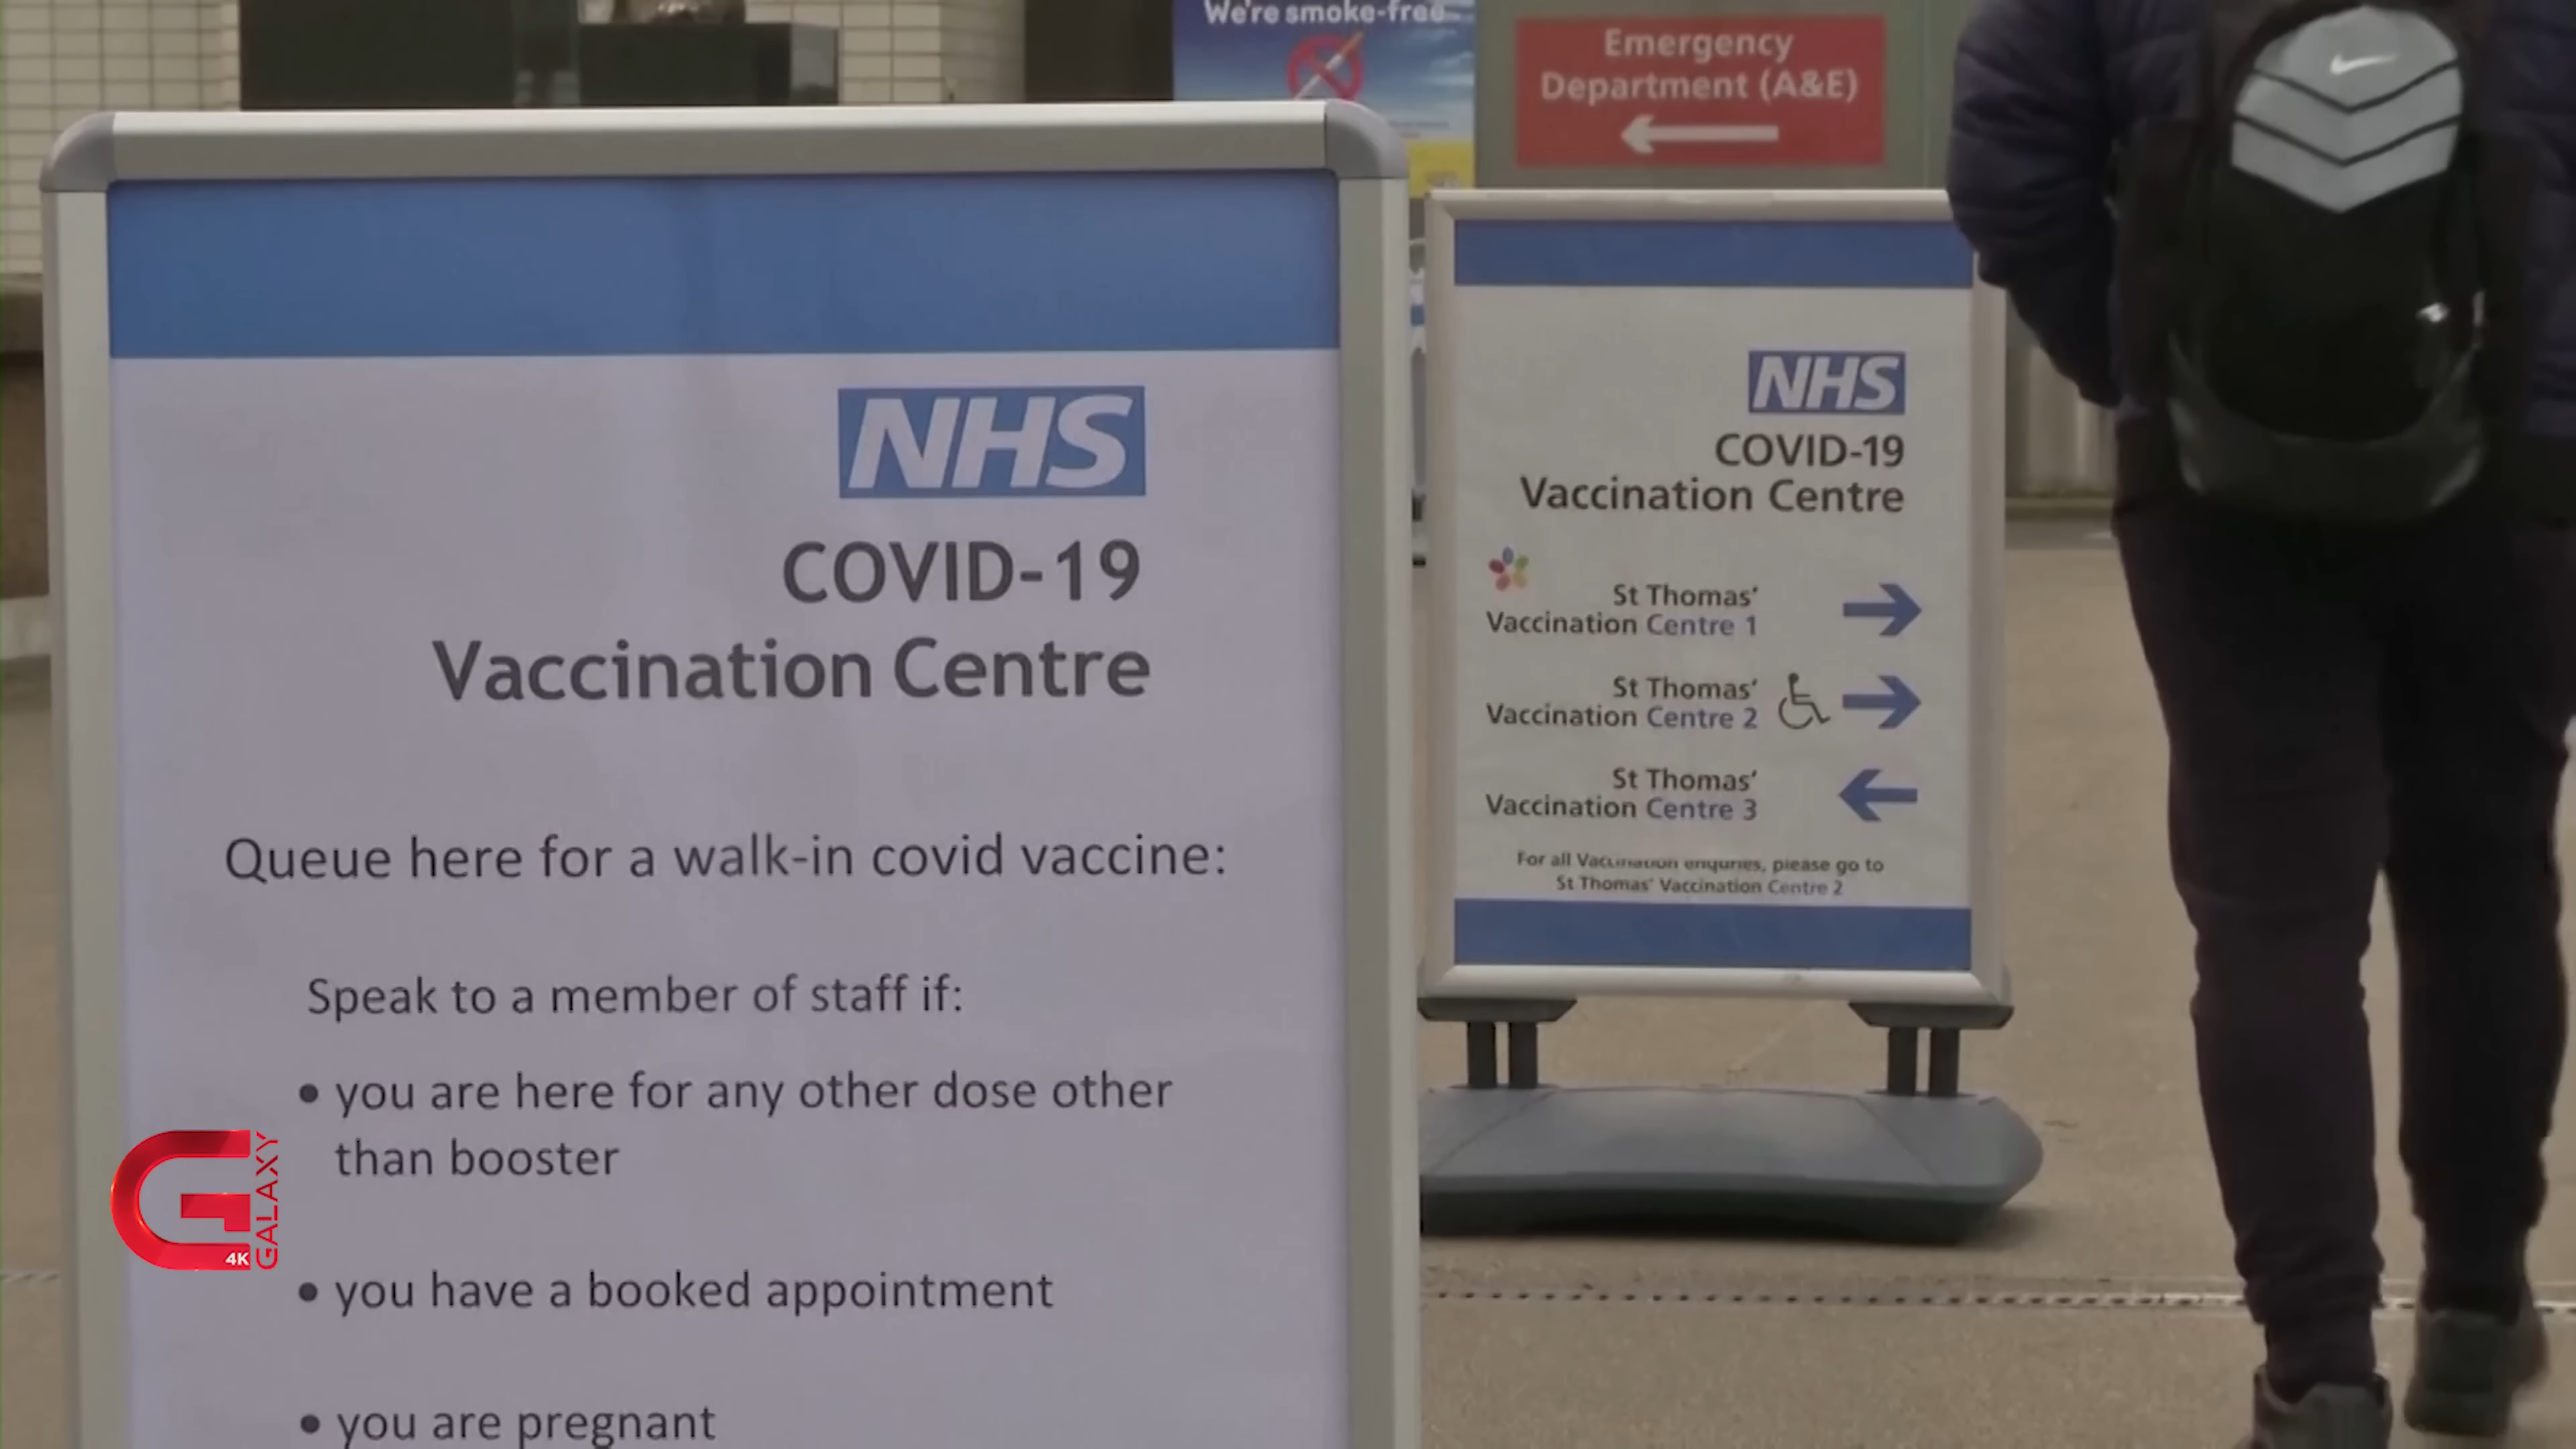 We're smoke-free
Emergency
Department (A&E)
NHS
COVID-19
Vaccination Centre
Queue here for a walk-in covid vaccine:
Speak to a member of staff if:
• you are here for any other dose other
than booster
• you have a booked appointment
• you are pregnant
NHS
COVID-19
Vaccination Centre
St Thomas'
Vaccination Centre 1
St Thomas'
Vaccination Centre 2
St Thomas'
Vaccination Centre 3
For all Vaccination enquries, please go to
St Thomas' Vaccination Centre 2
GALAXY
4K